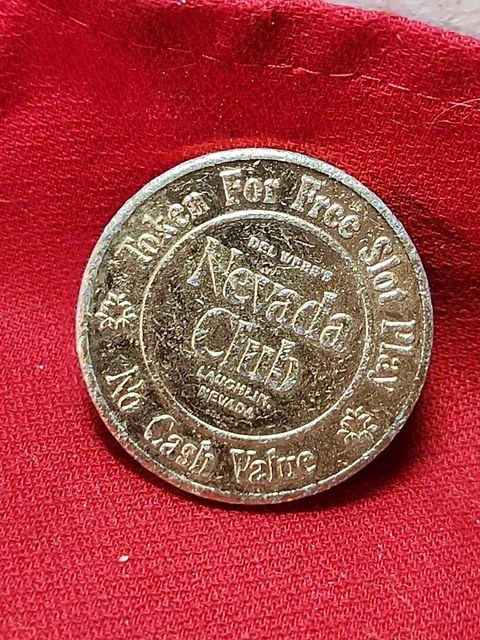 Token For Free Slot Play
DEL WEBB'S
Nevada
Club
LAUGHLIN
NEVADA
No Cash Value